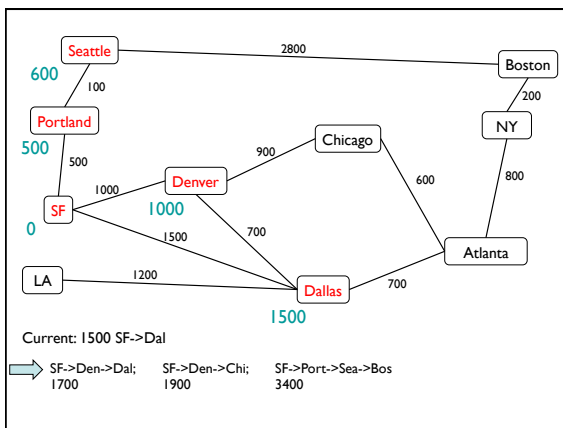 2800
Seattle
Boston
600
100
200
Portland
NY
500
Chicago
900
500
800
1000
Denver
600
SF
1000
0
1500
700
Atlanta
LA
1200
Dallas
700
1500
Current: 1500 SF->Dal
SF->Den->Dal; SF->Den->Chi; SF->Port->Sea->Bos
1700 1900 3400